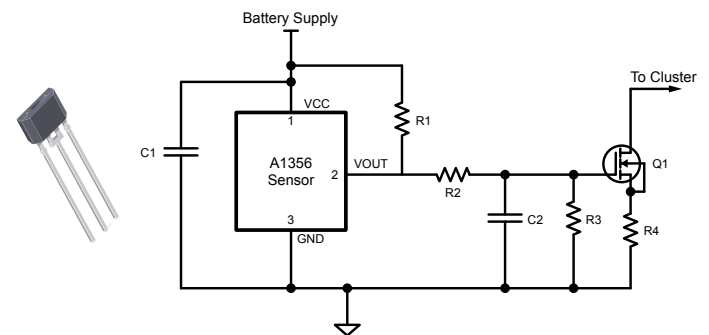 Battery Supply
To Cluster
VCC
1
R1
C1
A1356
Sensor
VOUT
2
Q1
R2
3
GND
C2
R3
R4